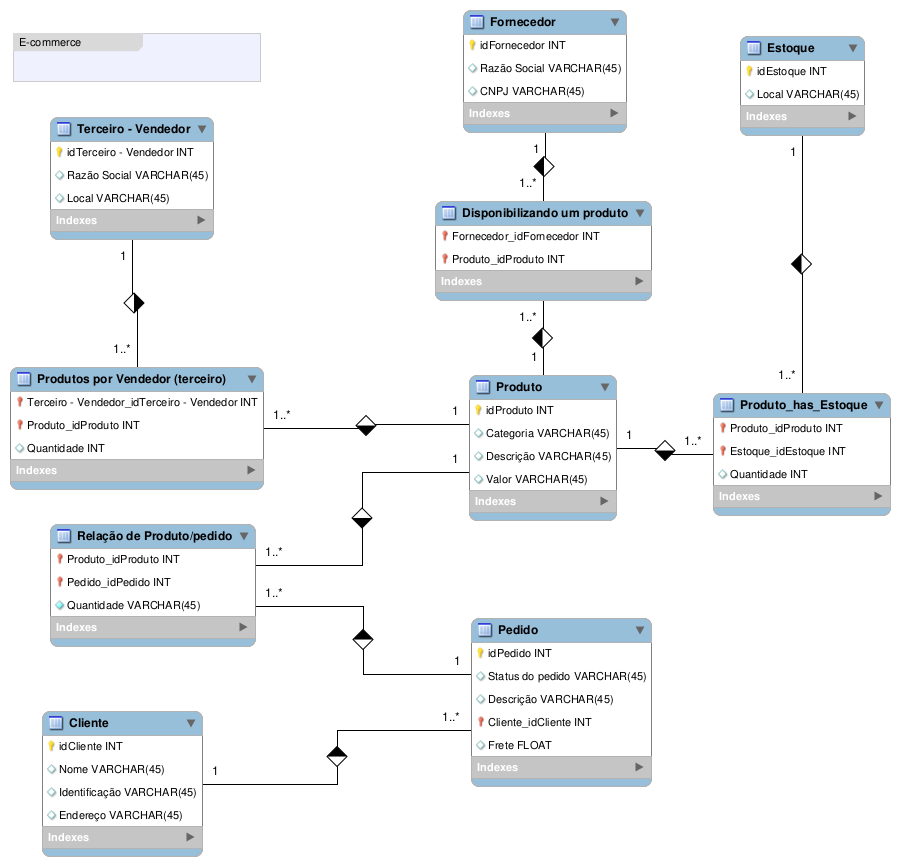 E-commerce
Fornecedor
idFornecedor INT
Razão Social VARCHAR(45)
CNPJ VARCHAR(45)
Indexes
Estoque
idEstoque INT
Local VARCHAR(45)
Indexes
Terceiro - Vendedor
idTerceiro - Vendedor INT
Razão Social VARCHAR(45)
Local VARCHAR(45)
Indexes
1
1..*
1
1..*
1
1..*
Disponibilizando um produto
Fornecedor_idFornecedor INT
Produto_idProduto INT
Indexes
1..*
1
Produtos por Vendedor (terceiro)
Terceiro - Vendedor_idTerceiro - Vendedor INT
Produto_idProduto INT
Quantidade INT
Indexes
1..*
1
Produto
idProduto INT
Categoria VARCHAR(45)
Descrição VARCHAR(45)
Valor VARCHAR(45)
Indexes
1
1..*
Produto_has_Estoque
Produto_idProduto INT
Estoque_idEstoque INT
Quantidade INT
Indexes
1
1..*
Relação de Produto/pedido
Produto_idProduto INT
Pedido_idPedido INT
Quantidade VARCHAR(45)
Indexes
1..*
1
Pedido
idPedido INT
Status do pedido VARCHAR(45)
Descrição VARCHAR(45)
Cliente_idCliente INT
Frete FLOAT
Indexes
1..*
1
Cliente
idCliente INT
Nome VARCHAR(45)
Identificação VARCHAR(45)
Endereço VARCHAR(45)
Indexes